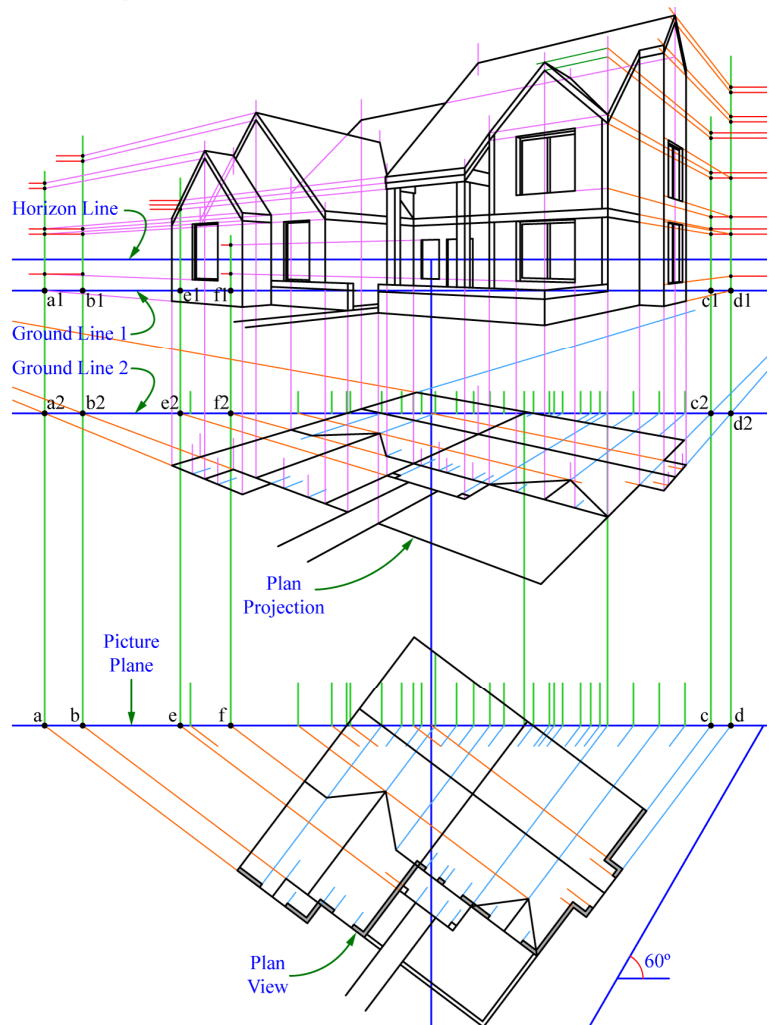 Horizon Line
a1 b1 e1 f1 c1 d1
Ground Line 1
Ground Line 2
a2 b2 e2 f2 c2 d2
Plan
Projection
Picture
Plane
a b e f c d
60º
Plan
View